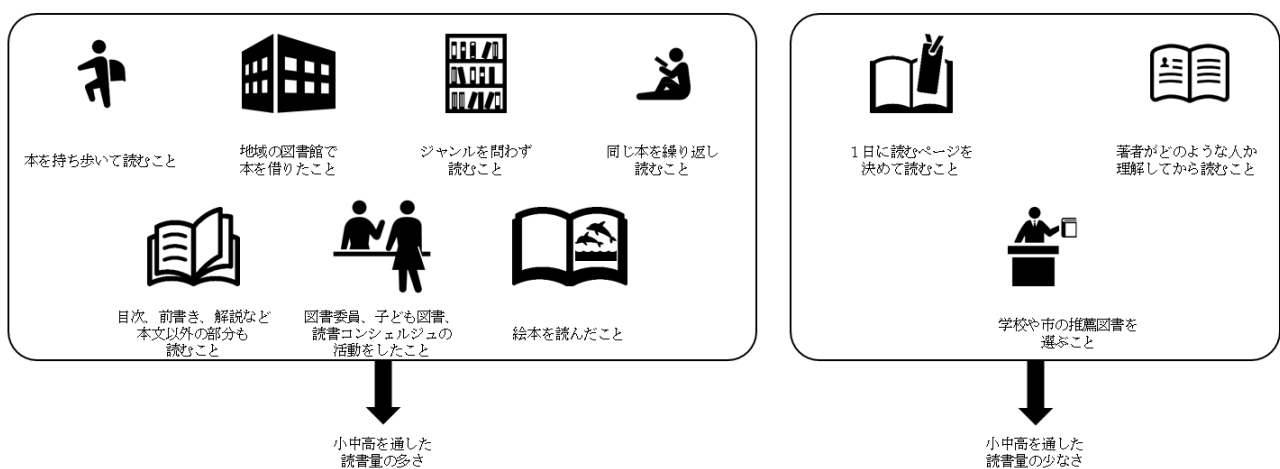 本を持ち歩いて読むこと
地域の図書館で
本を借りたこと
ジャンルを問わず
読むこと
同じ本を繰り返し
読むこと
目次、前書き、解説など
本文以外の部分も
読むこと
図書委員、子ども図書、
読書コンシェルジュの
活動をしたこと
絵本を読んだこと
小中高を通した
読書量の多さ
１日に読むページを
決めて読むこと
著者がどのような人か
理解してから読むこと
学校や市の推薦図書を
選ぶこと
小中高を通した
読書量の少なさ